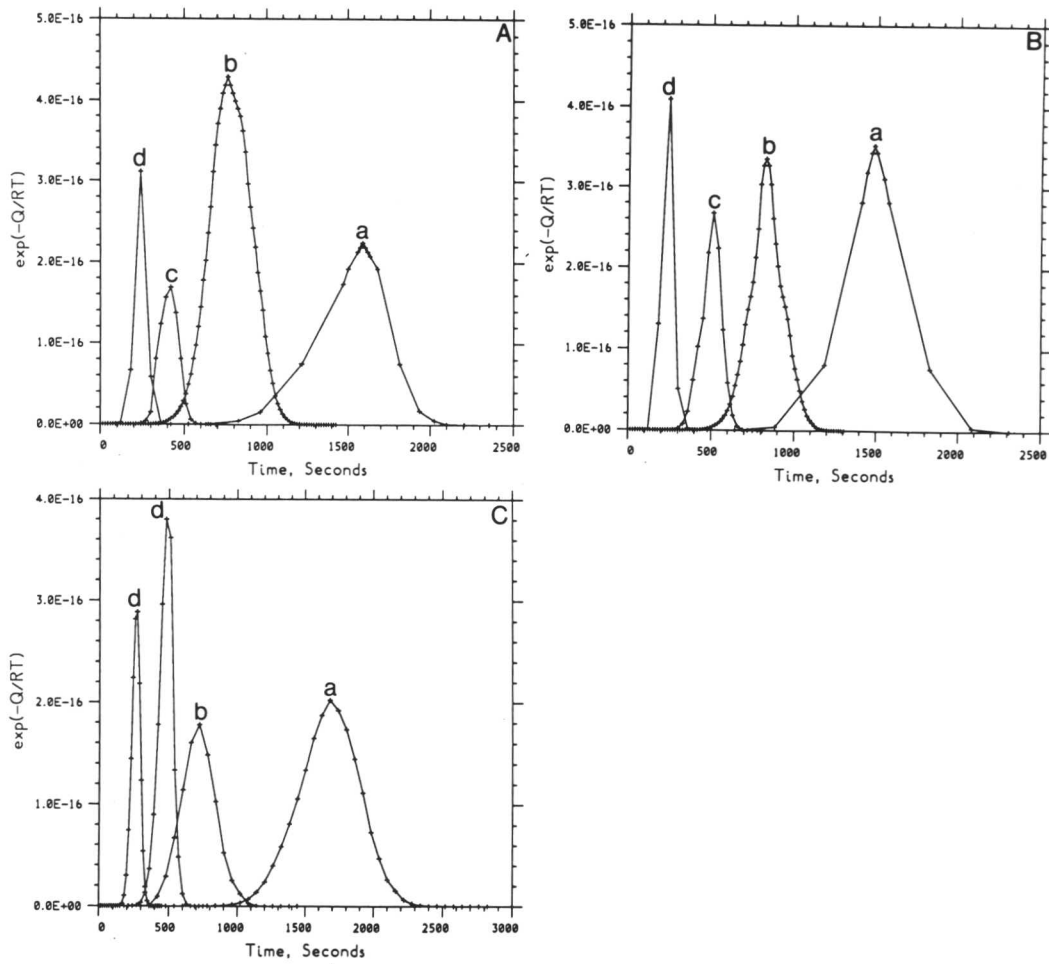 A
5.0E-16
4.0E-16
3.0E-16
2.0E-16
1.0E-16
0.0E+00
exp(-Q/RT)
d
c
b
a
0 500 1000 1500 2000 2500
Time, Seconds
B
5.0E-16
4.0E-16
3.0E-16
2.0E-16
1.0E-16
0.0E+00
exp(-Q/RT)
d
c
b
a
0 500 1000 1500 2000 2500
Time, Seconds
C
4.0E-16
3.0E-16
2.0E-16
1.0E-16
0.0E+00
exp(-Q/RT)
d
d
b
a
0 500 1000 1500 2000 2500 3000
Time, Seconds